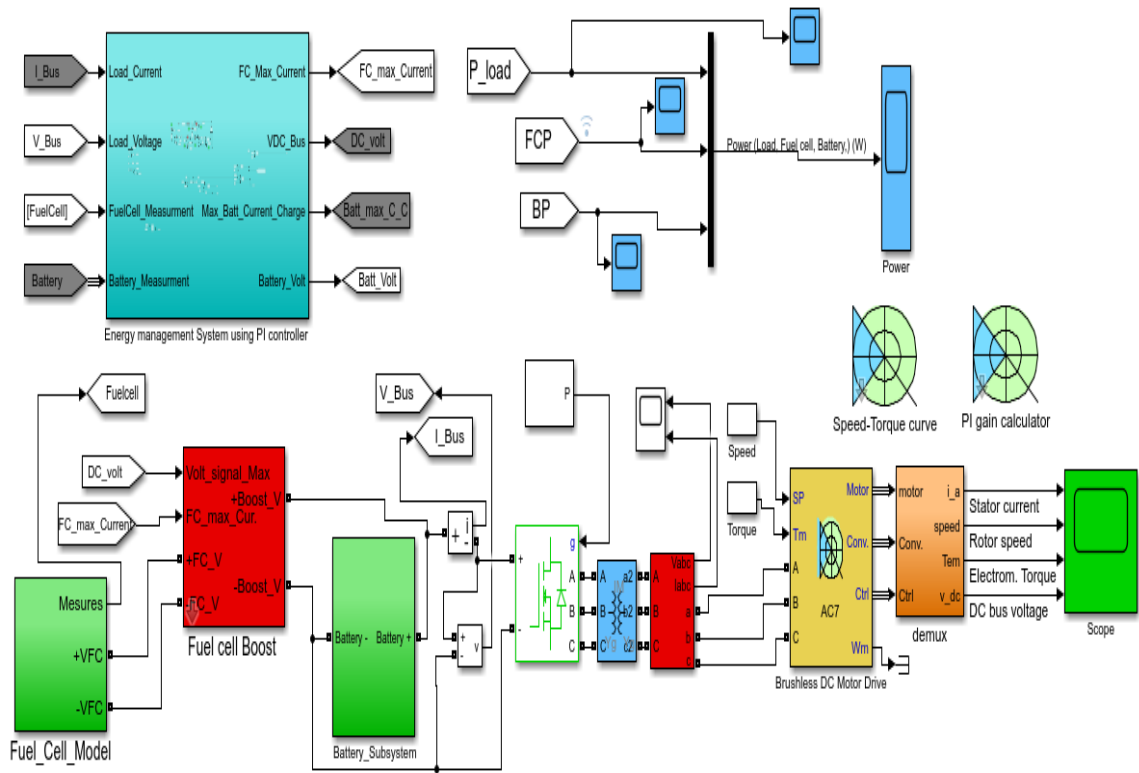 I_Bus
V_Bus
[FuelCell]
Battery
Load_Current
Load_Voltage
FuelCell_Measurment
Battery_Measurment
FC_Max_Current
VDC_Bus
Max_Batt_Current_Charge
Battery_Volt
FC_max_Current
DC_volt
Batt_max_C_C
Batt_Volt
Energy management System using PI controller
P_load
FCP
BP
Power (Load, Fuel cell, Battery,) (W)
Power
Speed-Torque curve
PI gain calculator
Fuelcell
DC_volt
FC_max_Current
Volt_signal_Max
FC_max_Cur.
+FC_V
-FC_V
+Boost_V
-Boost_V
Fuel cell Boost
Mesures
+VFC
-VFC
Fuel_Cell_Model
V_Bus
I_Bus
Battery -
Battery +
Battery_Subsystem
+
i
-
+
-
v
P
g
+
-
A
B
C
A
B
C
a2
b2
c2
A
B
C
Vabc
Iabc
a
b
c
Speed
Torque
SP
Tm
A
B
C
Motor
Conv.
Ctrl
Wm
AC7
Brushless DC Motor Drive
motor
Conv.
Ctrl
i_a
speed
Tem
v_dc
demux
Stator current
Rotor speed
Electrom. Torque
DC bus voltage
Scope